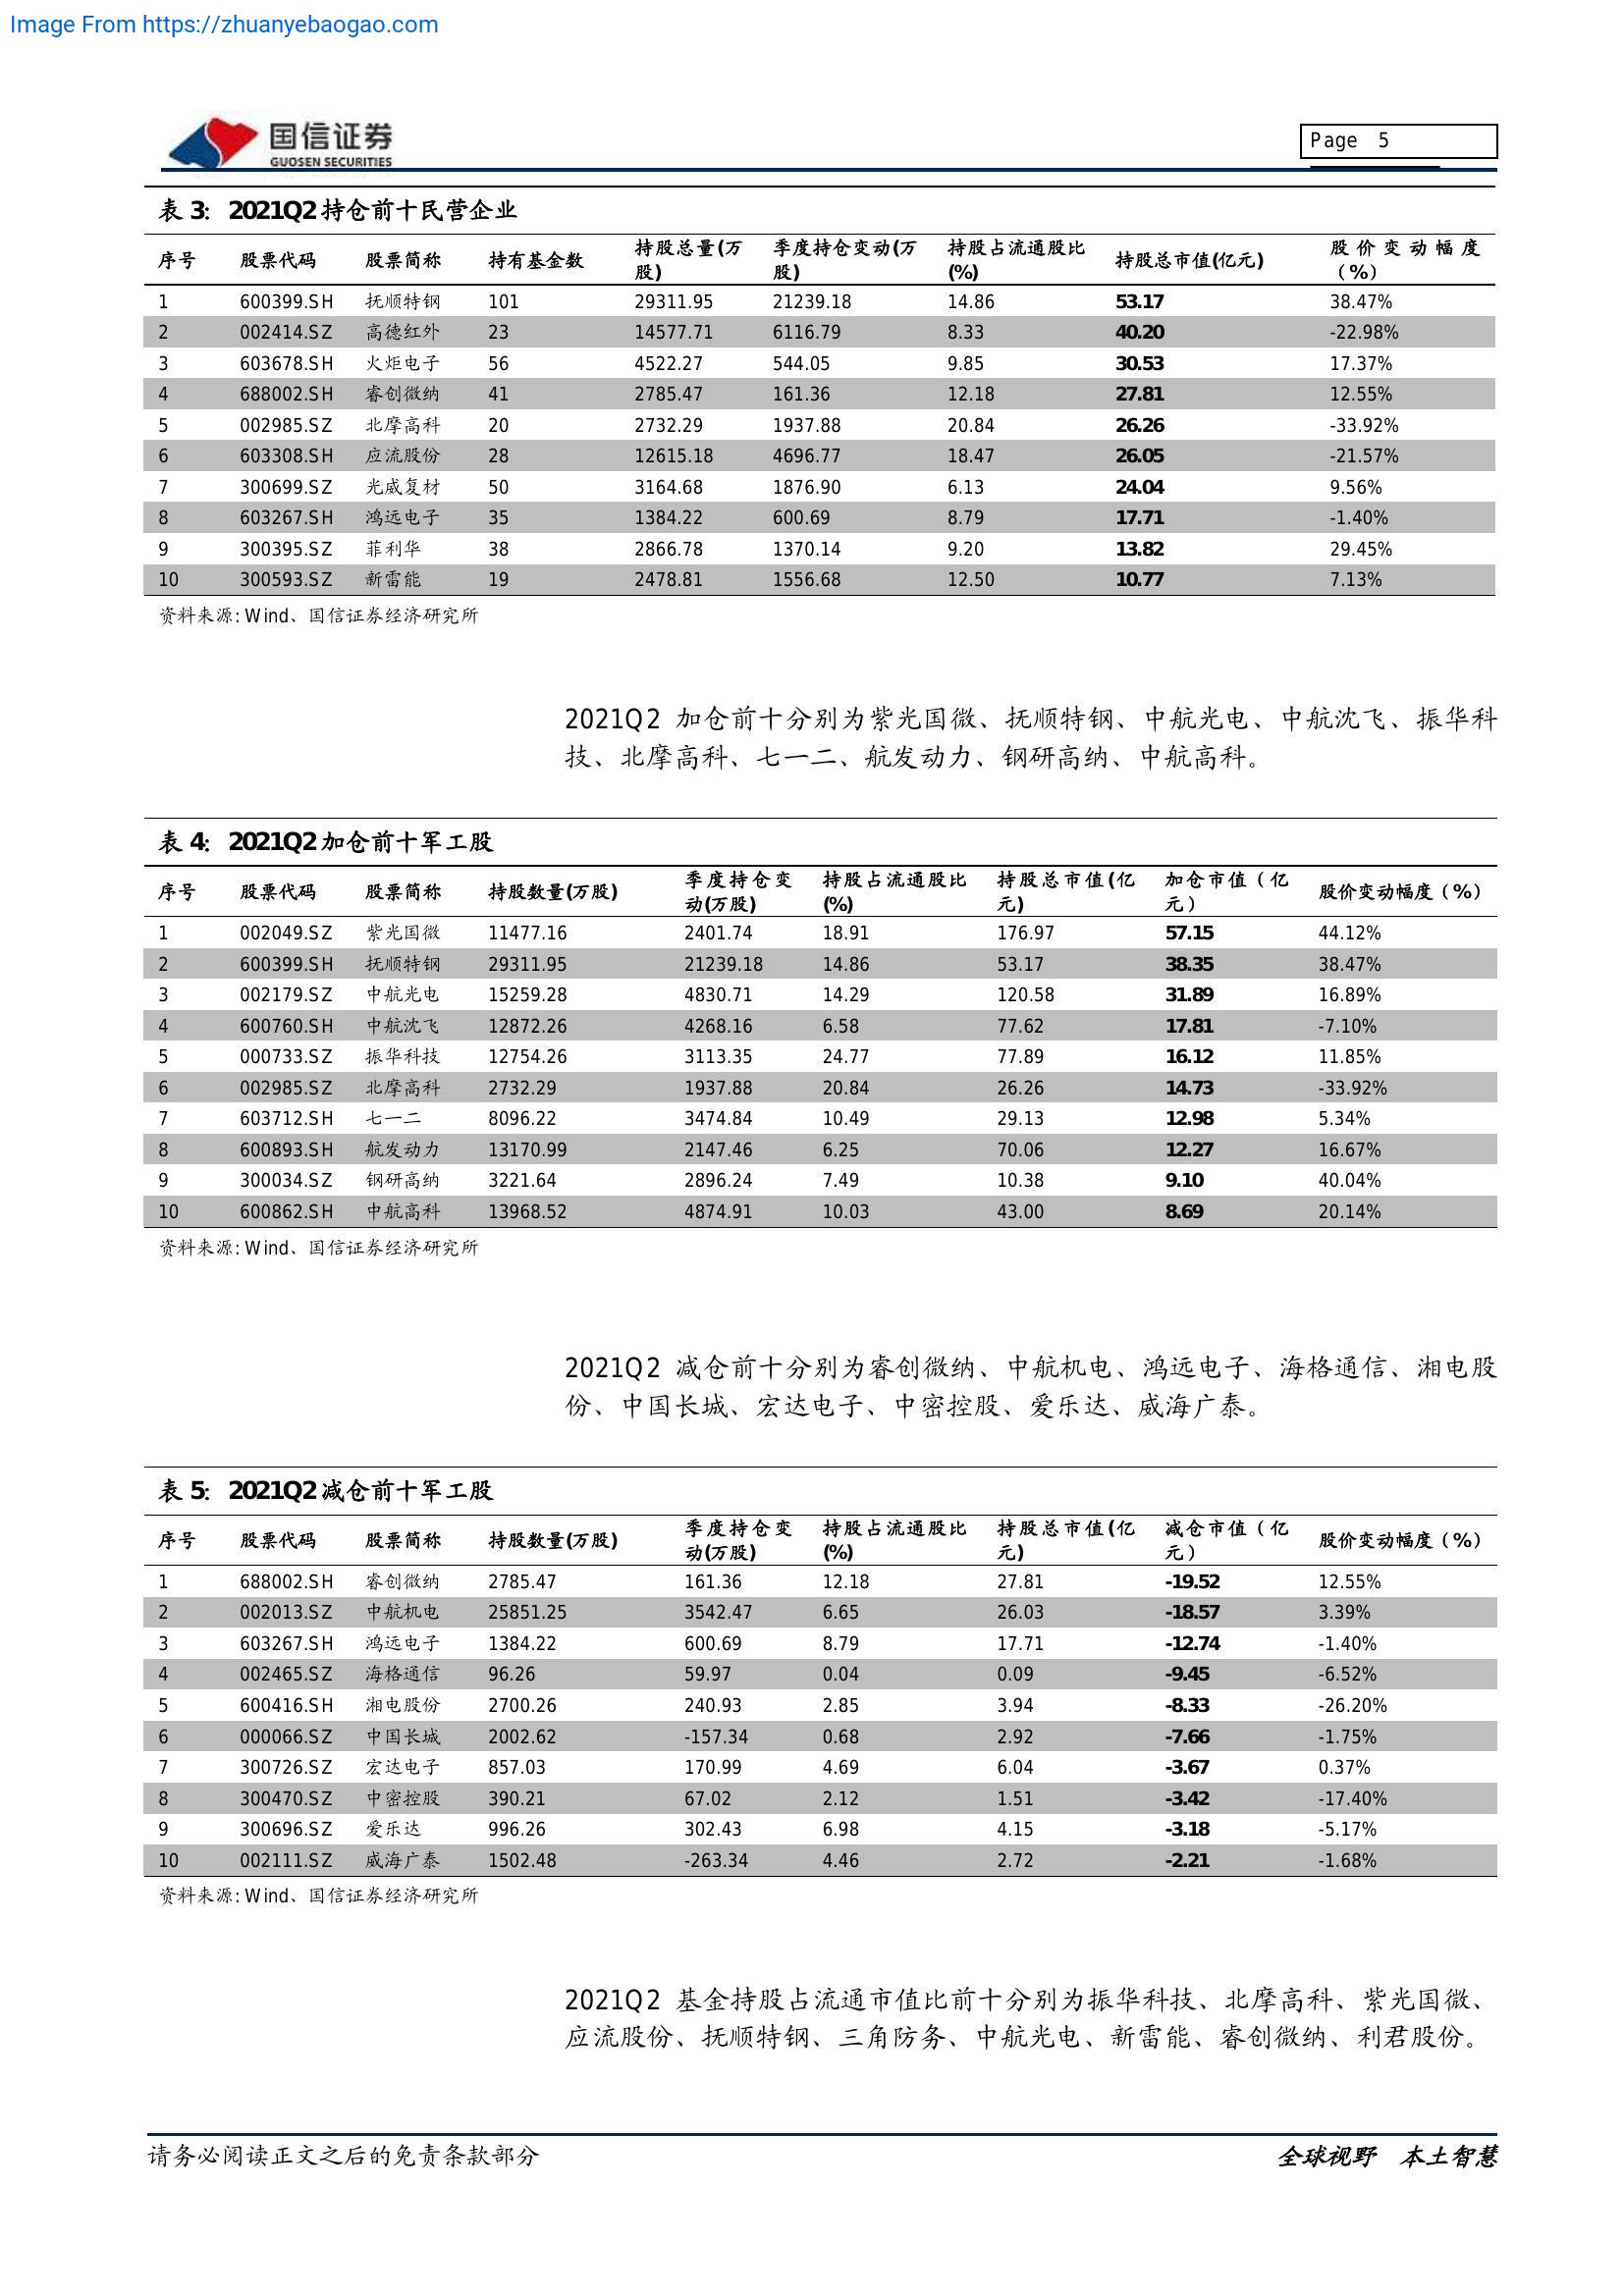 Image From https://zhuanyebaogao.com
国信证券
GUOSEN SECURITIES
Page 5
表 3: 2021Q2 持仓前十民营企业
序号 股票代码 股票简称 持有基金数 持股总量(万股) 季度持仓变动(万股) 持股占流通股比(%) 持股总市值(亿元) 股价变动幅度（%）
1 600399.SH 抚顺特钢 101 29311.95 21239.18 14.86 53.17 38.47%
2 002414.SZ 高德红外 23 14577.71 6116.79 8.33 40.20 -22.98%
3 603678.SH 火炬电子 56 4522.27 544.05 9.85 30.53 17.37%
4 688002.SH 睿创微纳 41 2785.47 161.36 12.18 27.81 12.55%
5 002985.SZ 北摩高科 20 2732.29 1937.88 20.84 26.26 -33.92%
6 603308.SH 应流股份 28 12615.18 4696.77 18.47 26.05 -21.57%
7 300699.SZ 光威复材 50 3164.68 1876.90 6.13 24.04 9.56%
8 603267.SH 鸿远电子 35 1384.22 600.69 8.79 17.71 -1.40%
9 300395.SZ 菲利华 38 2866.78 1370.14 9.20 13.82 29.45%
10 300593.SZ 新雷能 19 2478.81 1556.68 12.50 10.77 7.13%
资料来源: Wind、国信证券经济研究所
2021Q2 加仓前十分别为紫光国微、抚顺特钢、中航光电、中航沈飞、振华科
技、北摩高科、七一二、航发动力、钢研高纳、中航高科。
表 4: 2021Q2 加仓前十军工股
序号 股票代码 股票简称 持股数量(万股) 季度持仓变动(万股) 持股占流通股比(%) 持股总市值(亿元) 加仓市值（亿元） 股价变动幅度（%）
1 002049.SZ 紫光国微 11477.16 2401.74 18.91 176.97 57.15 44.12%
2 600399.SH 抚顺特钢 29311.95 21239.18 14.86 53.17 38.35 38.47%
3 002179.SZ 中航光电 15259.28 4830.71 14.29 120.58 31.89 16.89%
4 600760.SH 中航沈飞 12872.26 4268.16 6.58 77.62 17.81 -7.10%
5 000733.SZ 振华科技 12754.26 3113.35 24.77 77.89 16.12 11.85%
6 002985.SZ 北摩高科 2732.29 1937.88 20.84 26.26 14.73 -33.92%
7 603712.SH 七一二 8096.22 3474.84 10.49 29.13 12.98 5.34%
8 600893.SH 航发动力 13170.99 2147.46 6.25 70.06 12.27 16.67%
9 300034.SZ 钢研高纳 3221.64 2896.24 7.49 10.38 9.10 40.04%
10 600862.SH 中航高科 13968.52 4874.91 10.03 43.00 8.69 20.14%
资料来源: Wind、国信证券经济研究所
2021Q2 减仓前十分别为睿创微纳、中航机电、鸿远电子、海格通信、湘电股
份、中国长城、宏达电子、中密控股、爱乐达、威海广泰。
表 5: 2021Q2 减仓前十军工股
序号 股票代码 股票简称 持股数量(万股) 季度持仓变动(万股) 持股占流通股比(%) 持股总市值(亿元) 减仓市值（亿元） 股价变动幅度（%）
1 688002.SH 睿创微纳 2785.47 161.36 12.18 27.81 -19.52 12.55%
2 002013.SZ 中航机电 25851.25 3542.47 6.65 26.03 -18.57 3.39%
3 603267.SH 鸿远电子 1384.22 600.69 8.79 17.71 -12.74 -1.40%
4 002465.SZ 海格通信 96.26 59.97 0.04 0.09 -9.45 -6.52%
5 600416.SH 湘电股份 2700.26 240.93 2.85 3.94 -8.33 -26.20%
6 000066.SZ 中国长城 2002.62 -157.34 0.68 2.92 -7.66 -1.75%
7 300726.SZ 宏达电子 857.03 170.99 4.69 6.04 -3.67 0.37%
8 300470.SZ 中密控股 390.21 67.02 2.12 1.51 -3.42 -17.40%
9 300696.SZ 爱乐达 996.26 302.43 6.98 4.15 -3.18 -5.17%
10 002111.SZ 威海广泰 1502.48 -263.34 4.46 2.72 -2.21 -1.68%
资料来源: Wind、国信证券经济研究所
2021Q2 基金持股占流通市值比前十分别为振华科技、北摩高科、紫光国微、
应流股份、抚顺特钢、三角防务、中航光电、新雷能、睿创微纳、利君股份。
请务必阅读正文之后的免责条款部分
全球视野 本土智慧